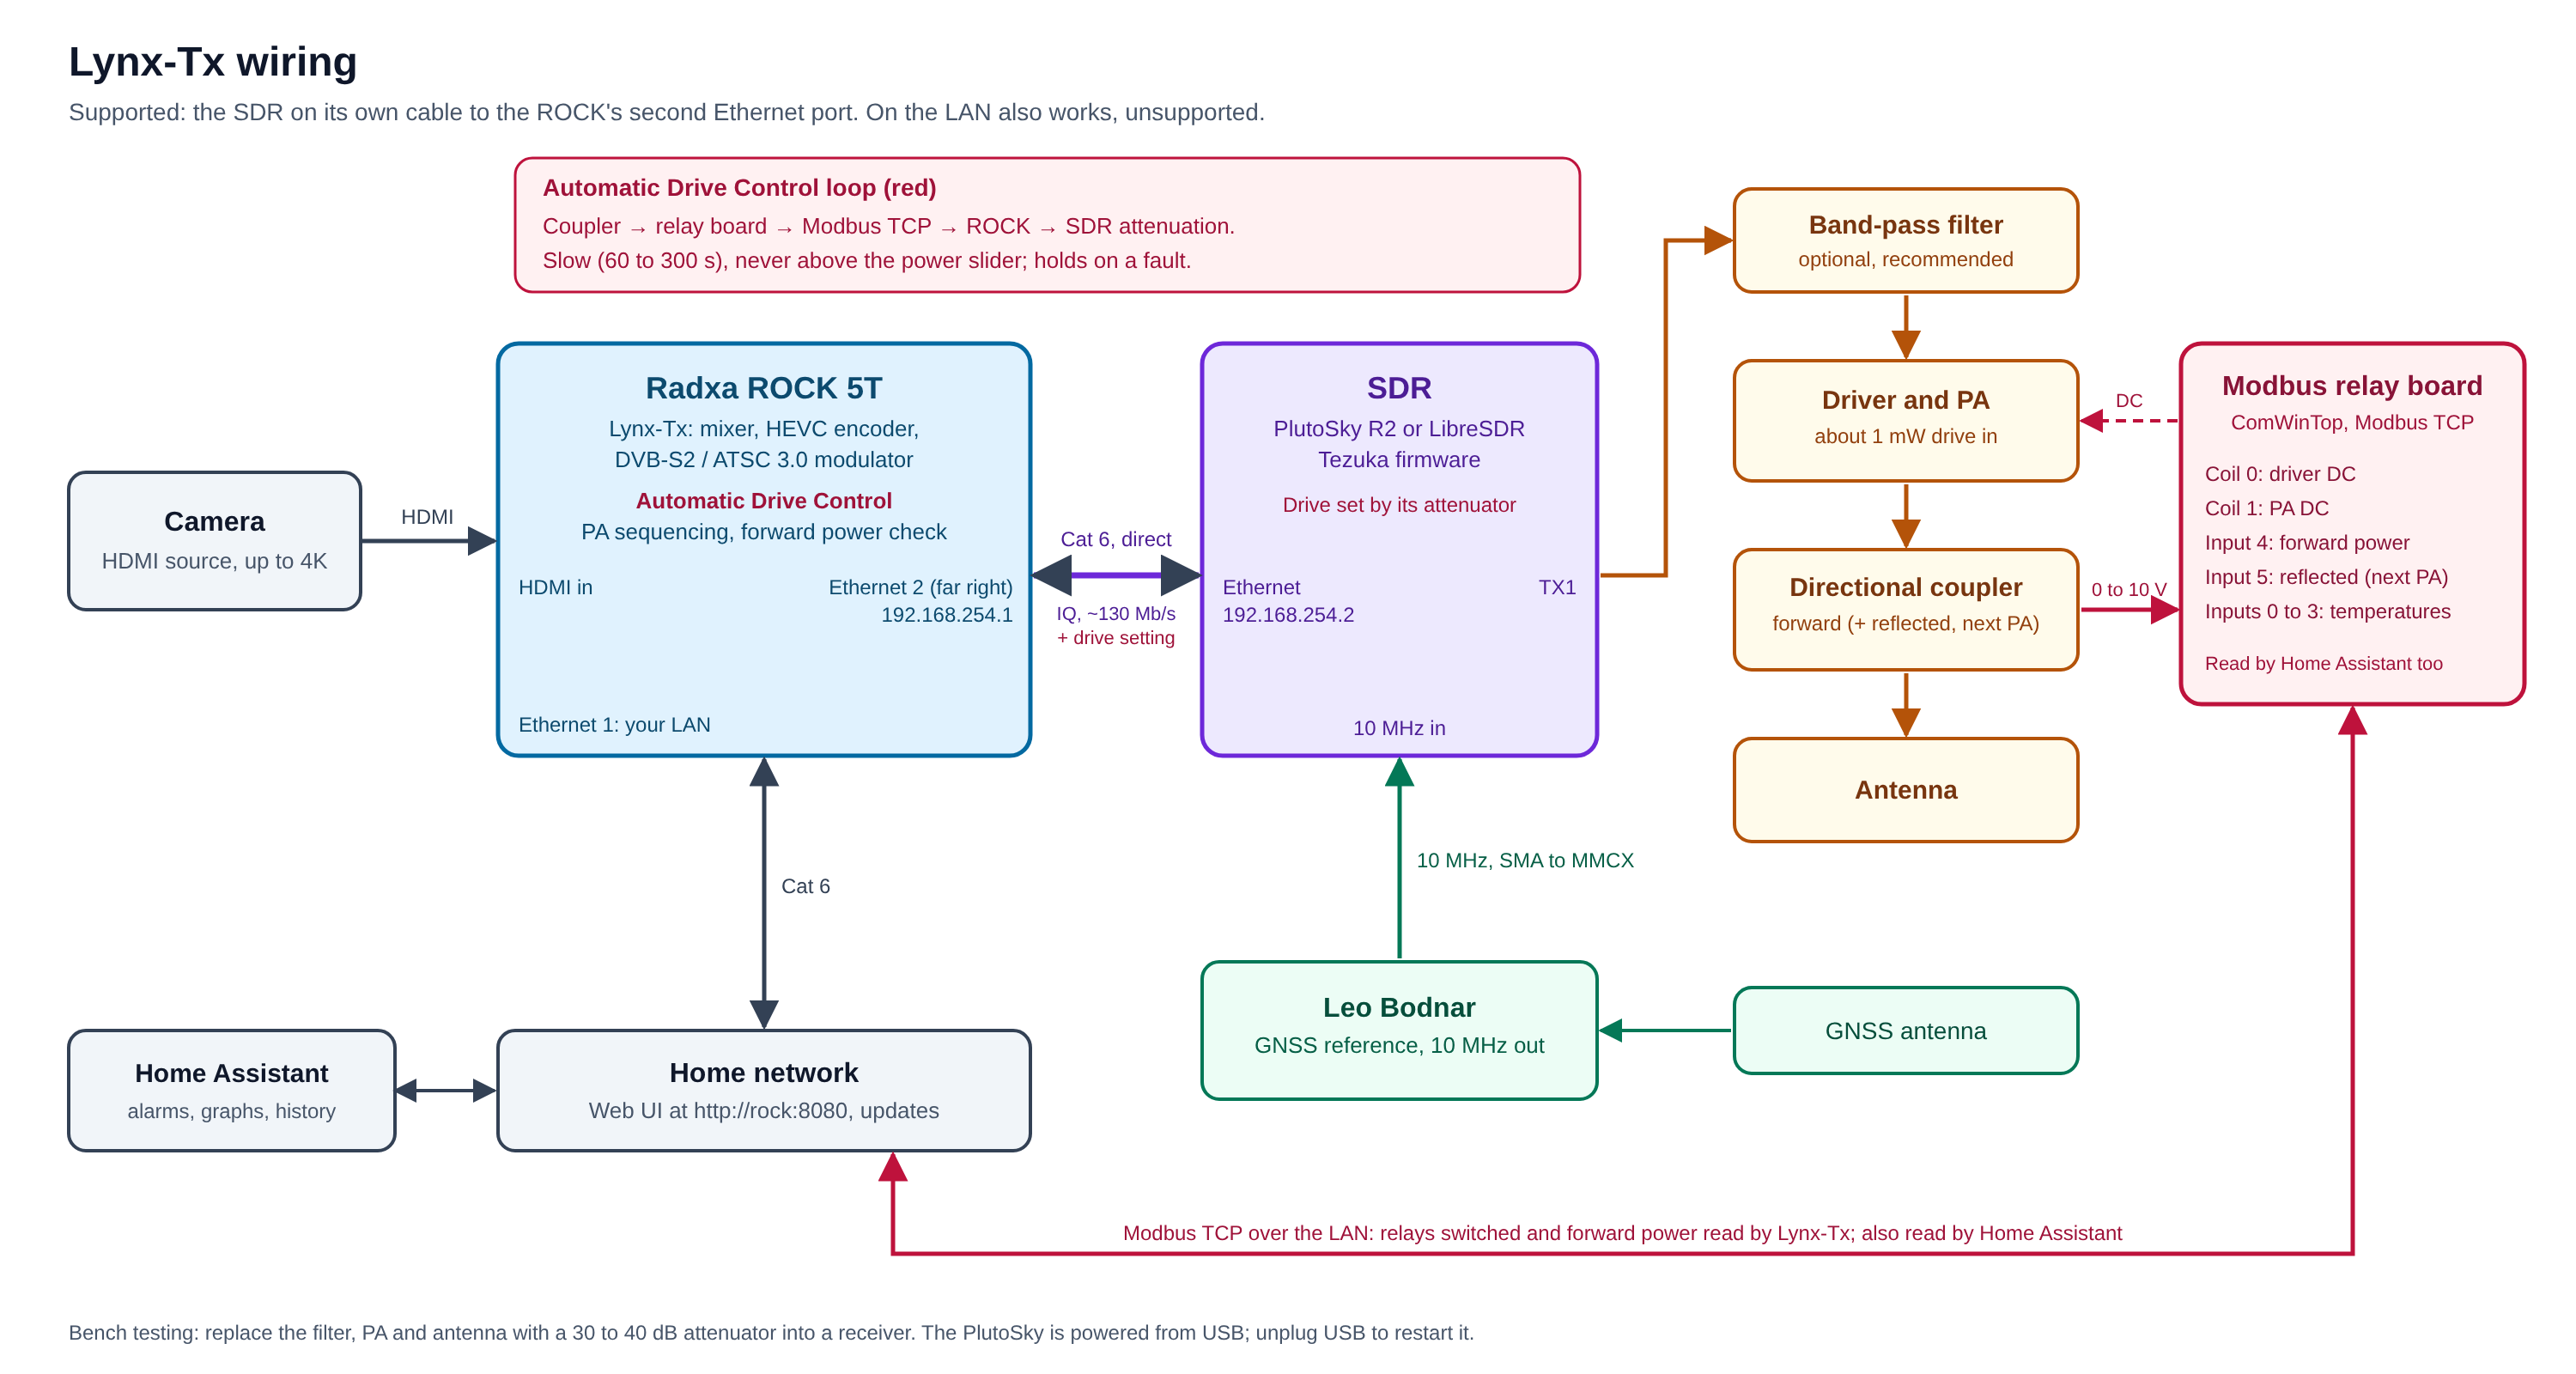 Lynx-Tx wiring
Supported: the SDR on its own cable to the ROCK's second Ethernet port. On the LAN also works, unsupported.
Automatic Drive Control loop (red)
Coupler → relay board → Modbus TCP → ROCK → SDR attenuation.
Slow (60 to 300 s), never above the power slider; holds on a fault.
Camera
HDMI source, up to 4K
HDMI
Radxa ROCK 5T
Lynx-Tx: mixer, HEVC encoder,
DVB-S2 / ATSC 3.0 modulator
Automatic Drive Control
PA sequencing, forward power check
HDMI in
Ethernet 2 (far right)
192.168.254.1
Ethernet 1: your LAN
Cat 6, direct
IQ, ~130 Mb/s
+ drive setting
SDR
PlutoSky R2 or LibreSDR
Tezuka firmware
Drive set by its attenuator
Ethernet
192.168.254.2
TX1
10 MHz in
Band-pass filter
optional, recommended
Driver and PA
about 1 mW drive in
Directional coupler
forward (+ reflected, next PA)
Antenna
DC
0 to 10 V
Modbus relay board
ComWinTop, Modbus TCP
Coil 0: driver DC
Coil 1: PA DC
Input 4: forward power
Input 5: reflected (next PA)
Inputs 0 to 3: temperatures
Read by Home Assistant too
Cat 6
10 MHz, SMA to MMCX
Home Assistant
alarms, graphs, history
Home network
Web UI at http://rock:8080, updates
Leo Bodnar
GNSS reference, 10 MHz out
GNSS antenna
Modbus TCP over the LAN: relays switched and forward power read by Lynx-Tx; also read by Home Assistant
Bench testing: replace the filter, PA and antenna with a 30 to 40 dB attenuator into a receiver. The PlutoSky is powered from USB; unplug USB to restart it.